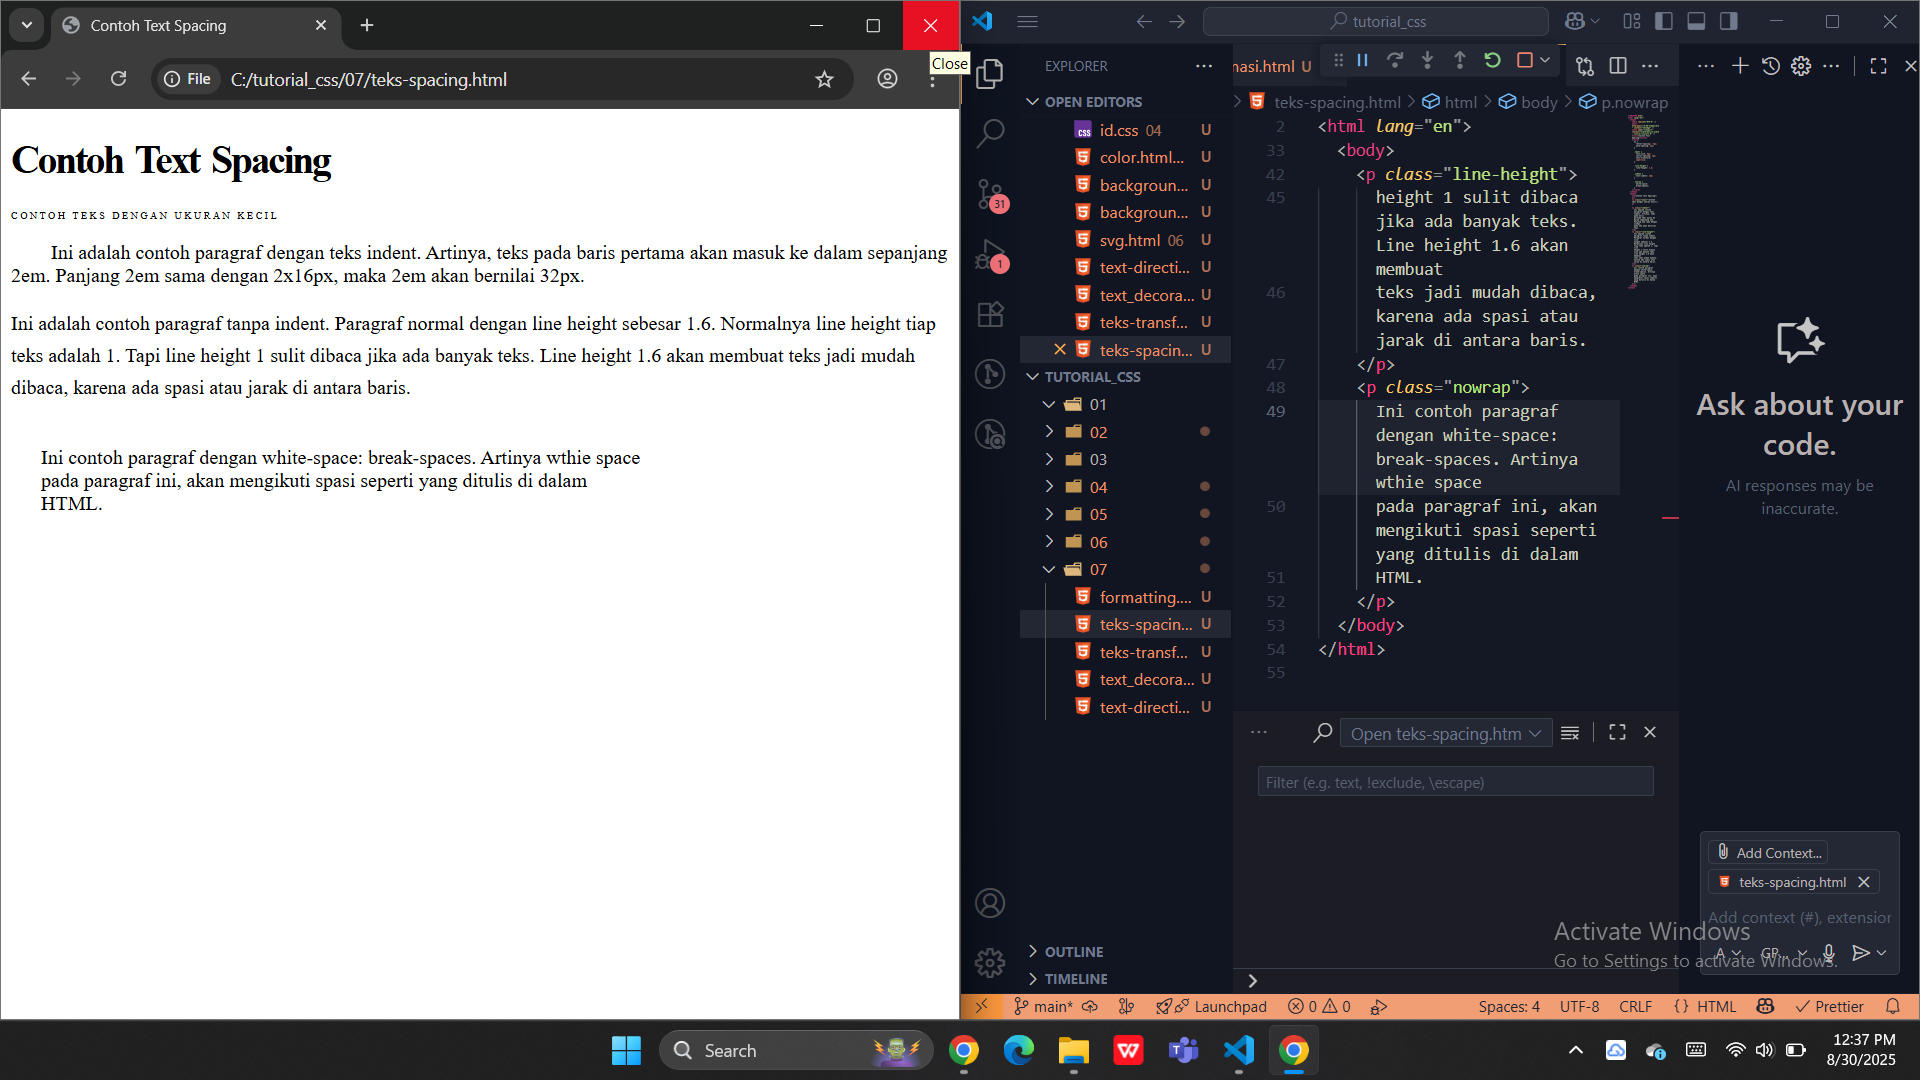 Contoh Text Spacing
Close
File
C:/tutorial_css/07/teks-spacing.html
Contoh Text Spacing
CONTOH TEKS DENGAN UKURAN KECIL
Ini adalah contoh paragraf dengan teks indent. Artinya, teks pada baris pertama akan masuk ke dalam sepanjang
2em. Panjang 2em sama dengan 2x16px, maka 2em akan bernilai 32px.
Ini adalah contoh paragraf tanpa indent. Paragraf normal dengan line height sebesar 1.6. Normalnya line height tiap
teks adalah 1. Tapi line height 1 sulit dibaca jika ada banyak teks. Line height 1.6 akan membuat teks jadi mudah
dibaca, karena ada spasi atau jarak di antara baris.
Ini contoh paragraf dengan white-space: break-spaces. Artinya wthie space
pada paragraf ini, akan mengikuti spasi seperti yang ditulis di dalam
HTML.
tutorial_css
31
1
EXPLORER
OPEN EDITORS
id.css 04 U
color.html... U
backgroun... U
backgroun... U
svg.html 06 U
text-directi... U
text_decora... U
teks-transf... U
teks-spacin... U
TUTORIAL_CSS
01
02
03
04
05
06
07
formatting.... U
teks-spacin... U
teks-transf... U
text_decora... U
text-directi... U
OUTLINE
TIMELINE
masi.html U
teks-spacing.html > html > body > p.nowrap
2 <html lang="en">
33 <body>
42 <p class="line-height">
45 height 1 sulit dibaca
jika ada banyak teks.
Line height 1.6 akan
membuat
46 teks jadi mudah dibaca,
karena ada spasi atau
jarak di antara baris.
47 </p>
48 <p class="nowrap">
49 Ini contoh paragraf
dengan white-space:
break-spaces. Artinya
wthie space
50 pada paragraf ini, akan
mengikuti spasi seperti
yang ditulis di dalam
51 HTML.
52 </p>
53 </body>
54 </html>
55
Open teks-spacing.htm
Filter (e.g. text, !exclude, \escape)
Ask about your
code.
AI responses may be
inaccurate.
Add Context...
teks-spacing.html
Add context (#), extension
A GP...
Activate Windows
Go to Settings to activate Windows.
main* Launchpad 0 0 Spaces: 4 UTF-8 CRLF {} HTML Prettier
Search
12:37 PM
8/30/2025